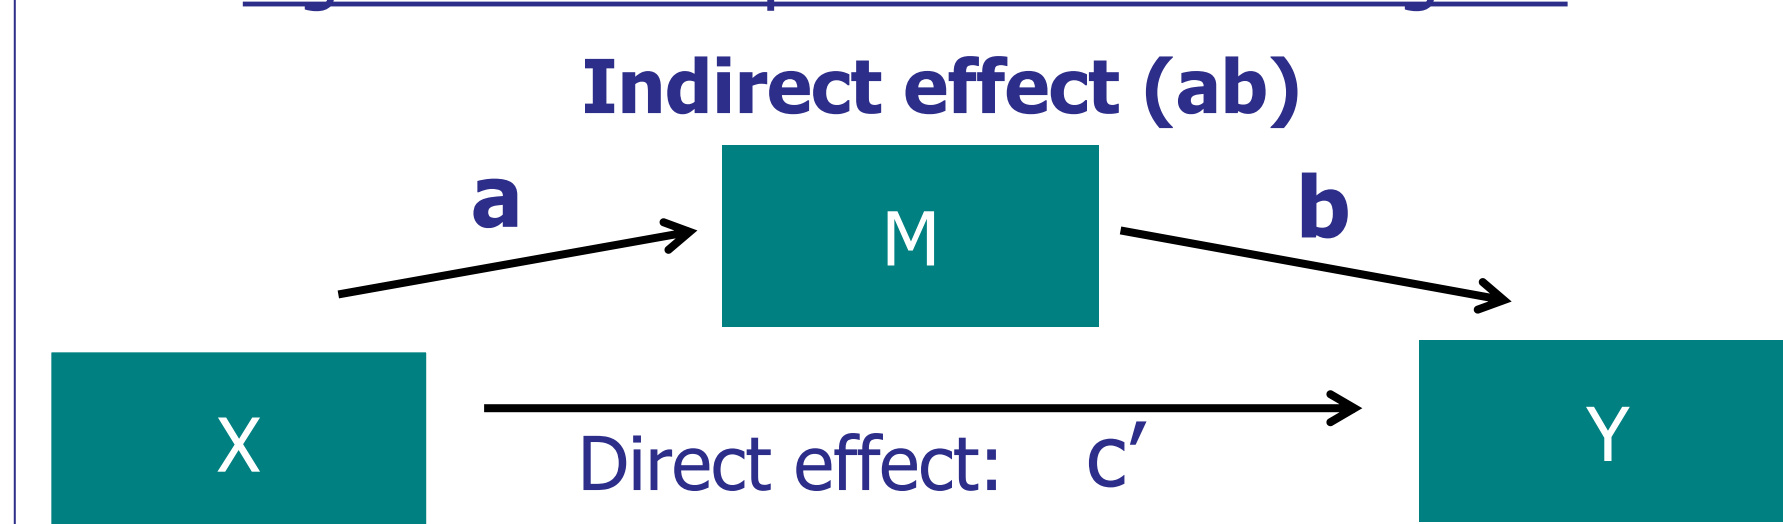 Indirect effect (ab)
a
b
M
X
Y
Direct effect: c′